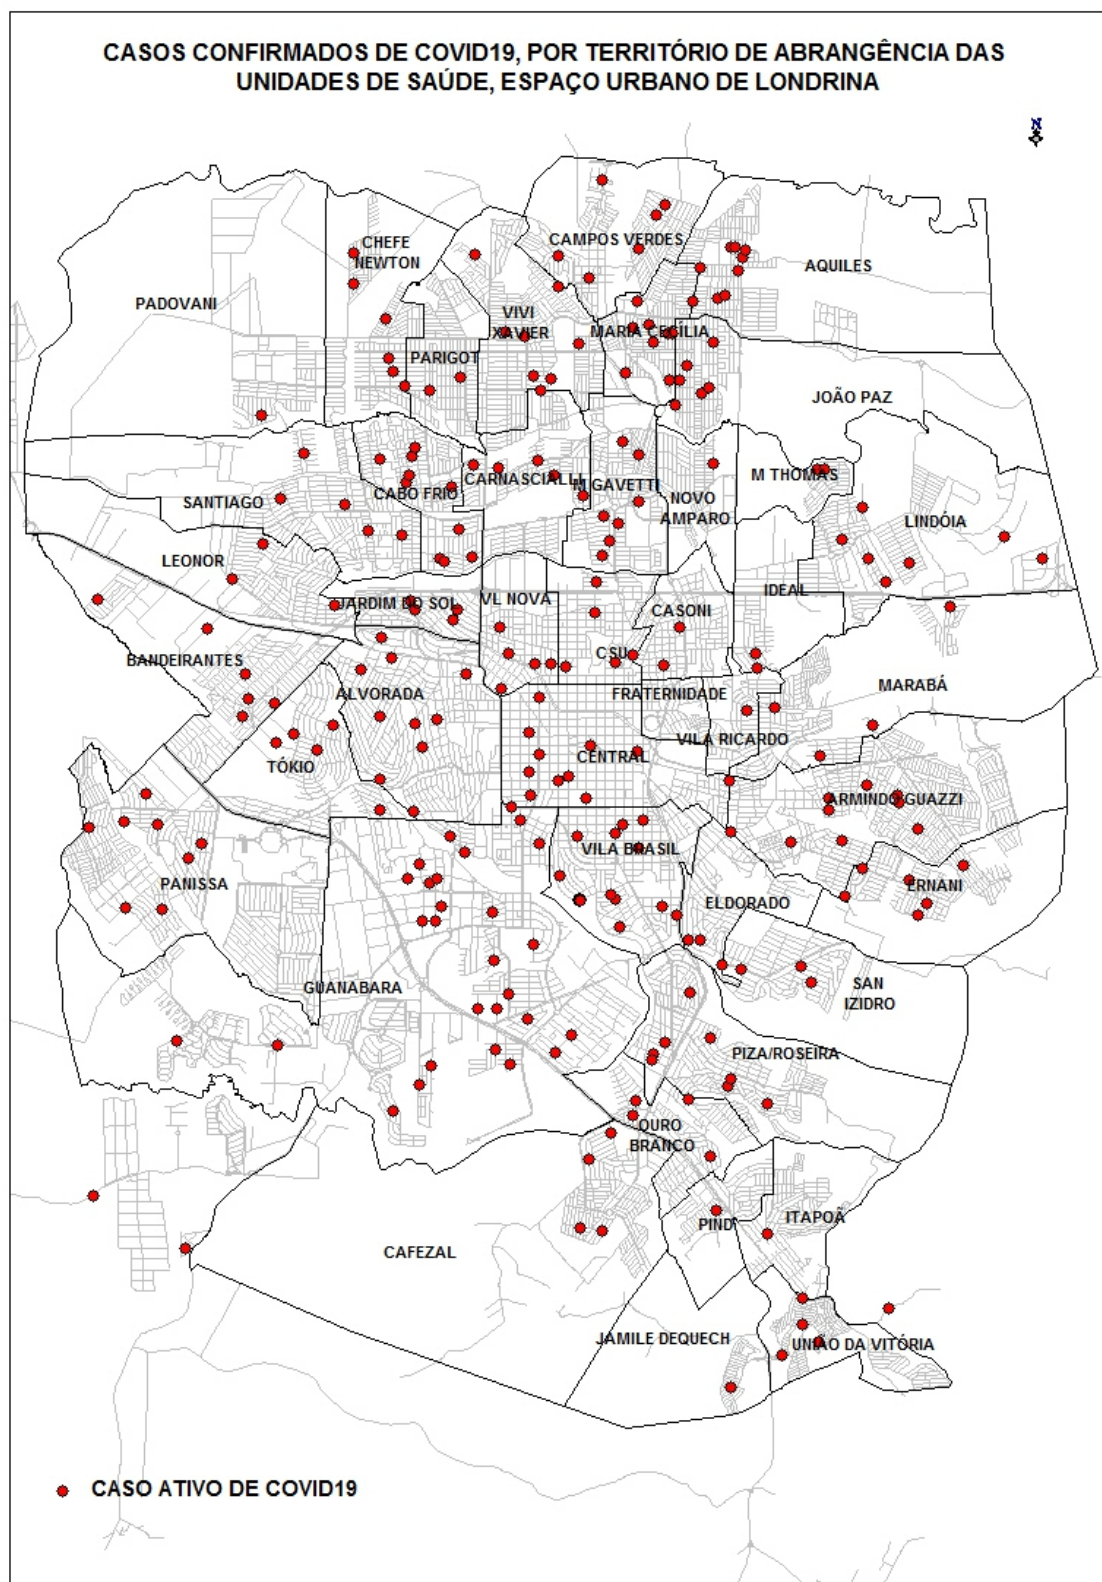 CASOS CONFIRMADOS DE COVID19, POR TERRITÓRIO DE ABRANGÊNCIA DAS
UNIDADES DE SAÚDE, ESPAÇO URBANO DE LONDRINA
N
CHEFE
NEWTON
CAMPOS VERDES
AQUILES
PADOVANI
VIVI
XAVIER
MARIA CECÍLIA
PARIGOT
JOÃO PAZ
M THOMAS
CARNASCIALLI
M GAVETTI
CABO FRIO
SANTIAGO
NOVO
AMPARO
LINDÓIA
LEONOR
IDEAL
JARDIM DO SOL
VL NOVA
CASONI
CSU
BANDEIRANTES
MARABÁ
ALVORADA
FRATERNIDADE
VILA RICARDO
CENTRAL
TÓKIO
ARMINDO GUAZZI
VILA BRASIL
PANISSA
ERNANI
ELDORADO
GUANABARA
SAN
IZIDRO
PIZA/ROSEIRA
OURO
BRANCO
PIND
ITAPOÃ
CAFEZAL
JAMILE DEQUECH
UNIÃO DA VITÓRIA
CASO ATIVO DE COVID19